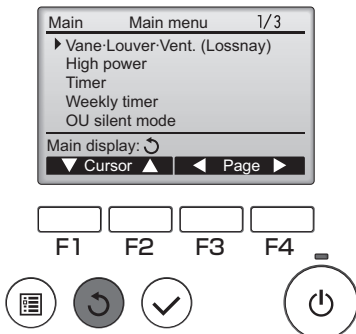 Main Main menu 1/3
Vane·Louver·Vent. (Lossnay)
High power
Timer
Weekly timer
OU silent mode
Main display:
Cursor Page
F1 F2 F3 F4